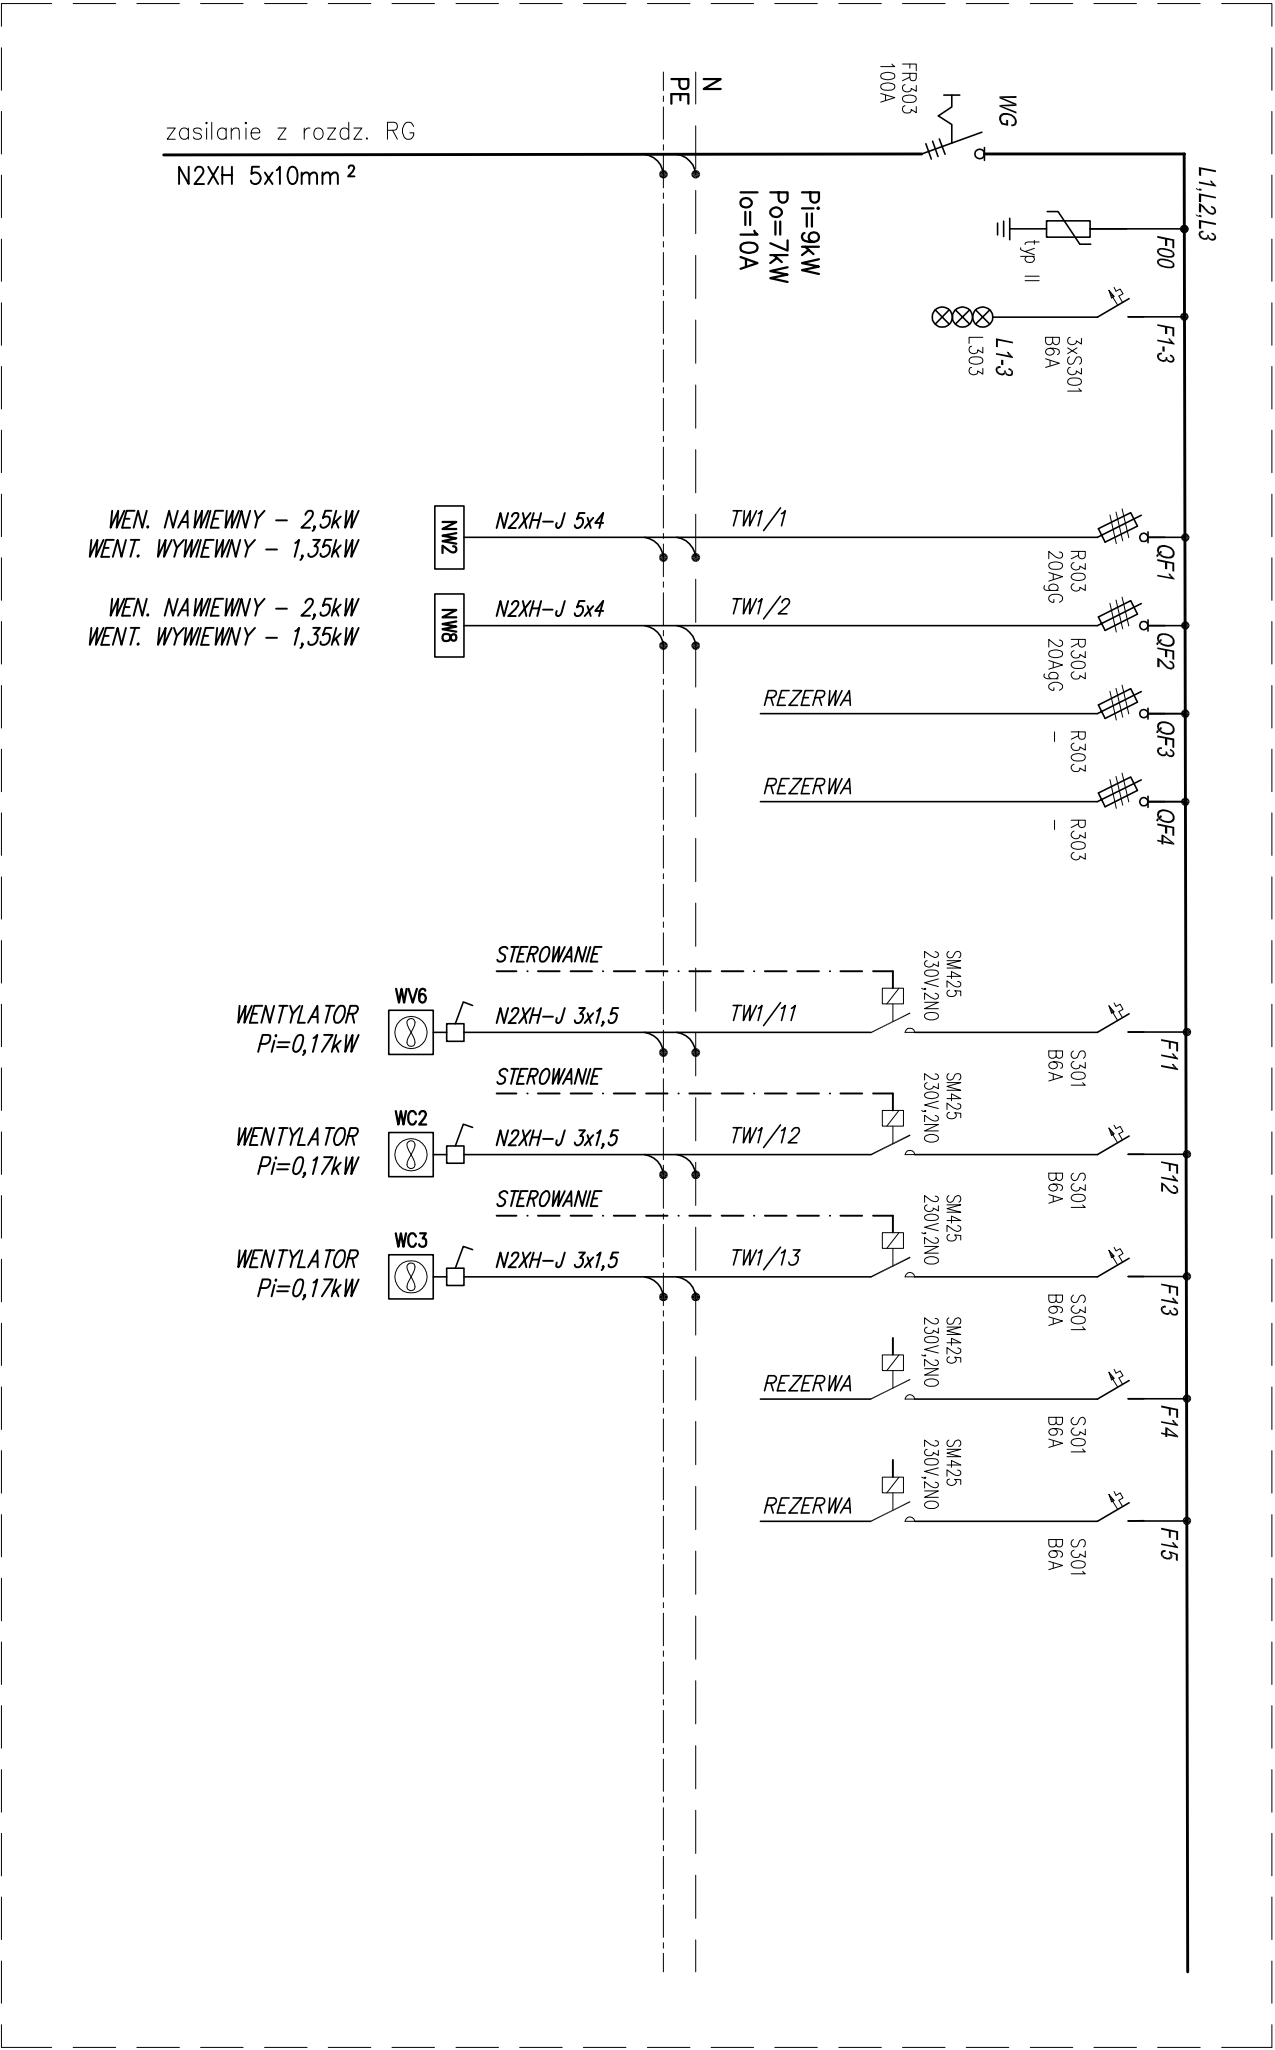 L1,L2,L3
WG
FR303
100A
N
PE
zasilanie z rozdz. RG
N2XH 5x10mm²
Pi=9kW
Po=7kW
Io=10A
F00
typ II
F1-3
3xS301
B6A
L1-3
L303
QF1
R303
20AgG
TW1/1
N2XH-J 5x4
NW2
WEN. NAWIEWNY - 2,5kW
WENT. WYWIEWNY - 1,35kW
QF2
R303
20AgG
TW1/2
N2XH-J 5x4
NW8
WEN. NAWIEWNY - 2,5kW
WENT. WYWIEWNY - 1,35kW
QF3
R303
-
REZERWA
QF4
R303
-
REZERWA
F11
S301
B6A
SM425
230V,2NO
STEROWANIE
TW1/11
N2XH-J 3x1,5
WV6
WENTYLATOR
Pi=0,17kW
F12
S301
B6A
SM425
230V,2NO
STEROWANIE
TW1/12
N2XH-J 3x1,5
WC2
WENTYLATOR
Pi=0,17kW
F13
S301
B6A
SM425
230V,2NO
STEROWANIE
TW1/13
N2XH-J 3x1,5
WC3
WENTYLATOR
Pi=0,17kW
F14
S301
B6A
SM425
230V,2NO
REZERWA
F15
S301
B6A
SM425
230V,2NO
REZERWA